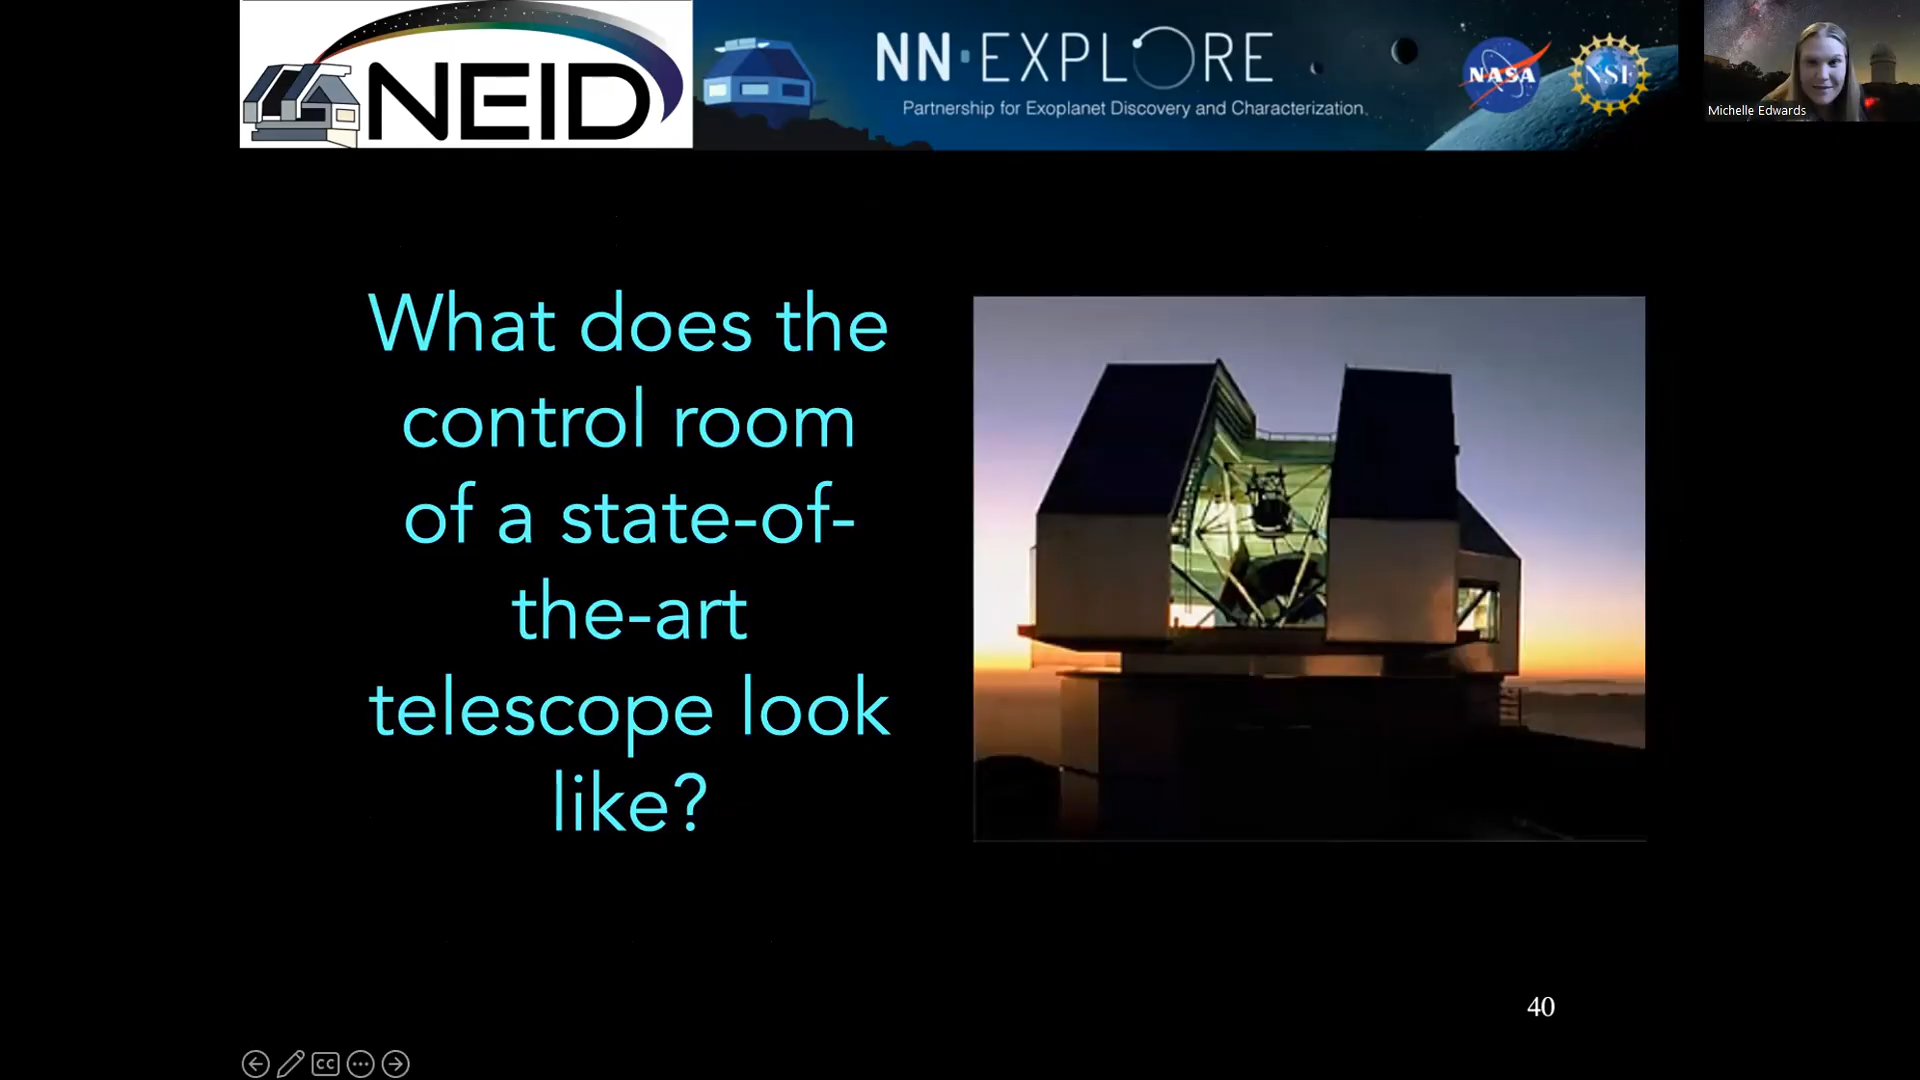 NEID
NN·EXPLORE
Partnership for Exoplanet Discovery and Characterization.
NASA
NSF
Michelle Edwards
What does the
control room
of a state-of-
the-art
telescope look
like?
40
CC